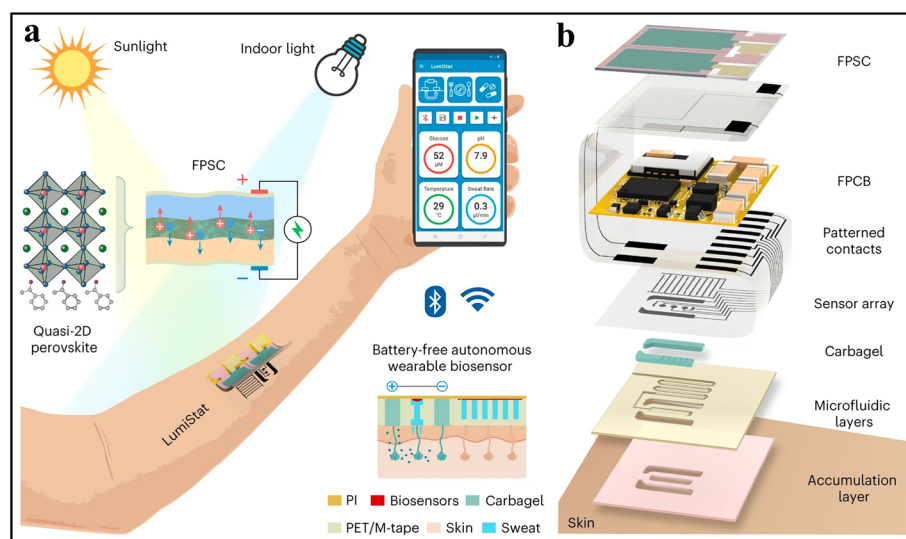 a
Sunlight
Indoor light
FPSC
+
−
Quasi-2D
perovskite
LumiStat
LumiStat
Glucose
52
µM
pH
7.9
Temperature
29
°C
Sweat Rate
0.3
µl/min
Battery-free autonomous
wearable biosensor
+ −
PI Biosensors Carbagel
PET/M-tape Skin Sweat
b
FPSC
FPCB
Patterned
contacts
Sensor array
Carbagel
Microfluidic
layers
Accumulation
layer
Skin